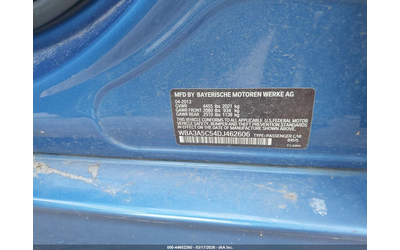 MFD BY BAYERISCHE MOTOREN WERKE AG
04-2013
GVWR 4455 lbs 2021 kg
GAWR FRONT 2060 lbs 934 kg
GAWR REAR 2510 lbs 1139 kg
THIS VEHICLE CONFORMS TO ALL APPLICABLE
U.S. FEDERAL MOTOR VEHICLE SAFETY, BUMPER, AND
THEFT PREVENTION STANDARDS IN EFFECT ON THE
DATE OF MANUFACTURE SHOWN ABOVE.
WBA3A5C54DJ462606 TYPE: PASSENGER CAR